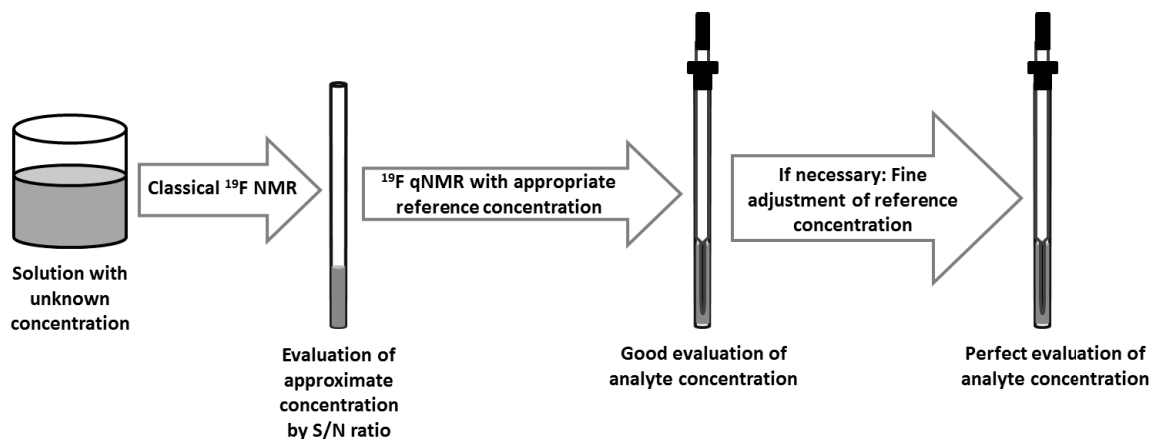 Solution with
unknown
concentration
Classical ¹⁹F NMR
Evaluation of
approximate
concentration
by S/N ratio
¹⁹F qNMR with appropriate
reference concentration
Good evaluation of
analyte concentration
If necessary: Fine
adjustment of reference
concentration
Perfect evaluation of
analyte concentration